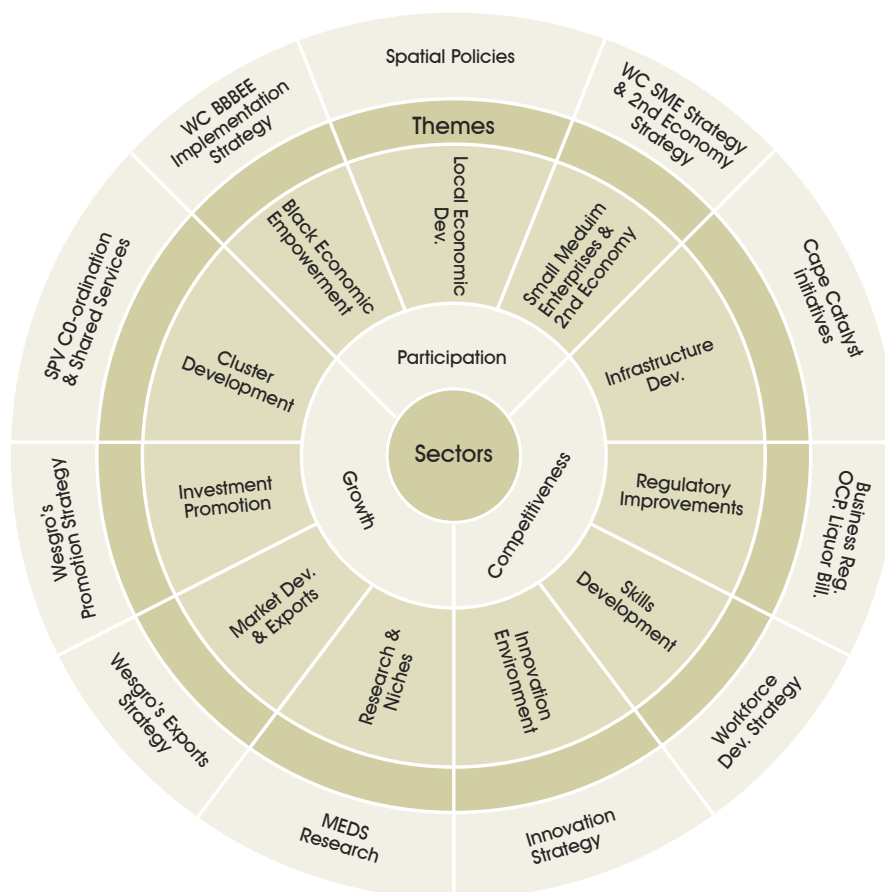 Spatial Policies
WC SME Strategy
& 2nd Economy
Strategy
Cape Catalyst
initiatives
Business Reg.
OCP. Liquor Bill.
Workforce
Dev. Strategy
Innovation
Strategy
MEDS
Research
Wesgro's Exports
Strategy
Wesgro's
Promotion Strategy
SPV C0-ordination
& Shared Services
WC BBBEE
Implementation
Strategy
Themes
Local Economic
Dev.
Small Meduim
Enterprises &
2nd Economy
Infrastructure
Dev.
Regulatory
Improvements
Skills
Development
Innovation
Environment
Research &
Niches
Market Dev.
& Exports
Investment
Promotion
Cluster
Development
Black Economic
Empowerment
Participation
Competitiveness
Growth
Sectors